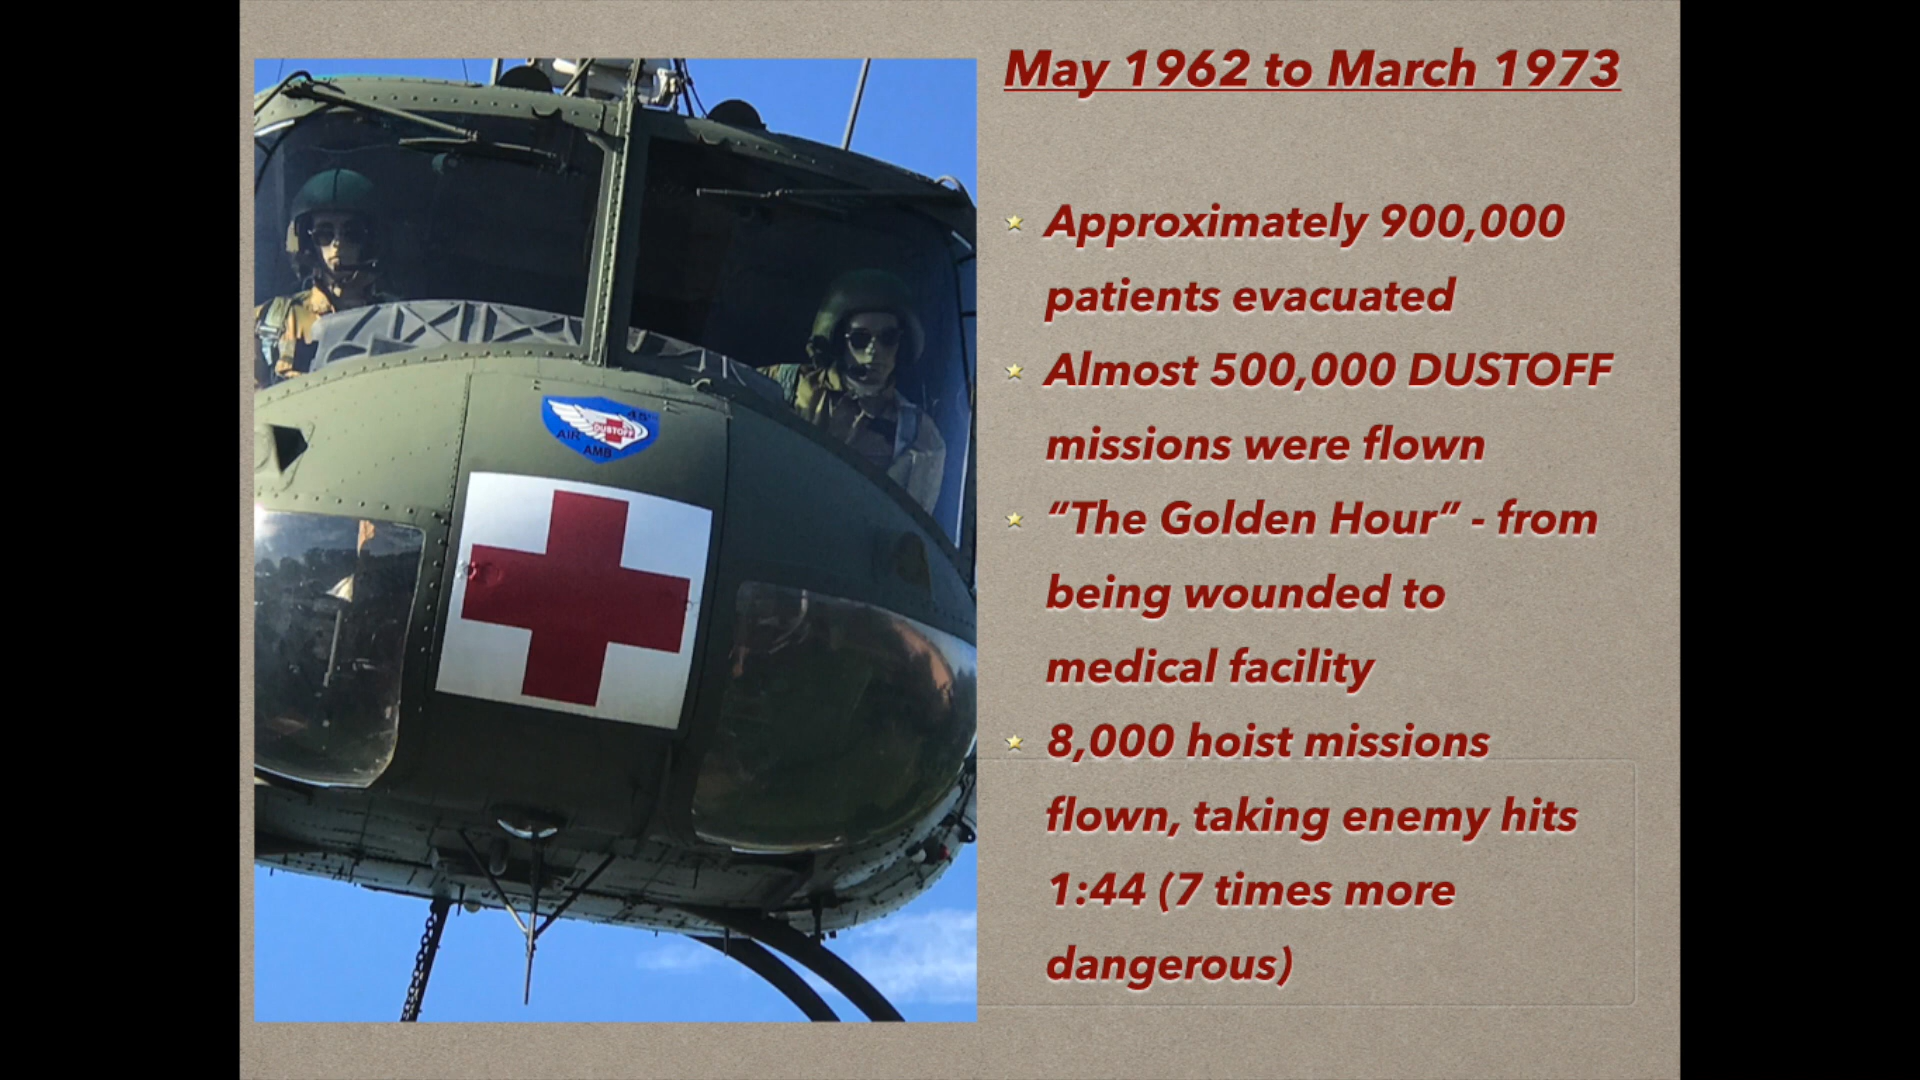 May 1962 to March 1973
Approximately 900,000
patients evacuated
Almost 500,000 DUSTOFF
missions were flown
“The Golden Hour” - from
being wounded to
medical facility
8,000 hoist missions
flown, taking enemy hits
1:44 (7 times more
dangerous)
45th
DUSTOFF
AIR
AMB